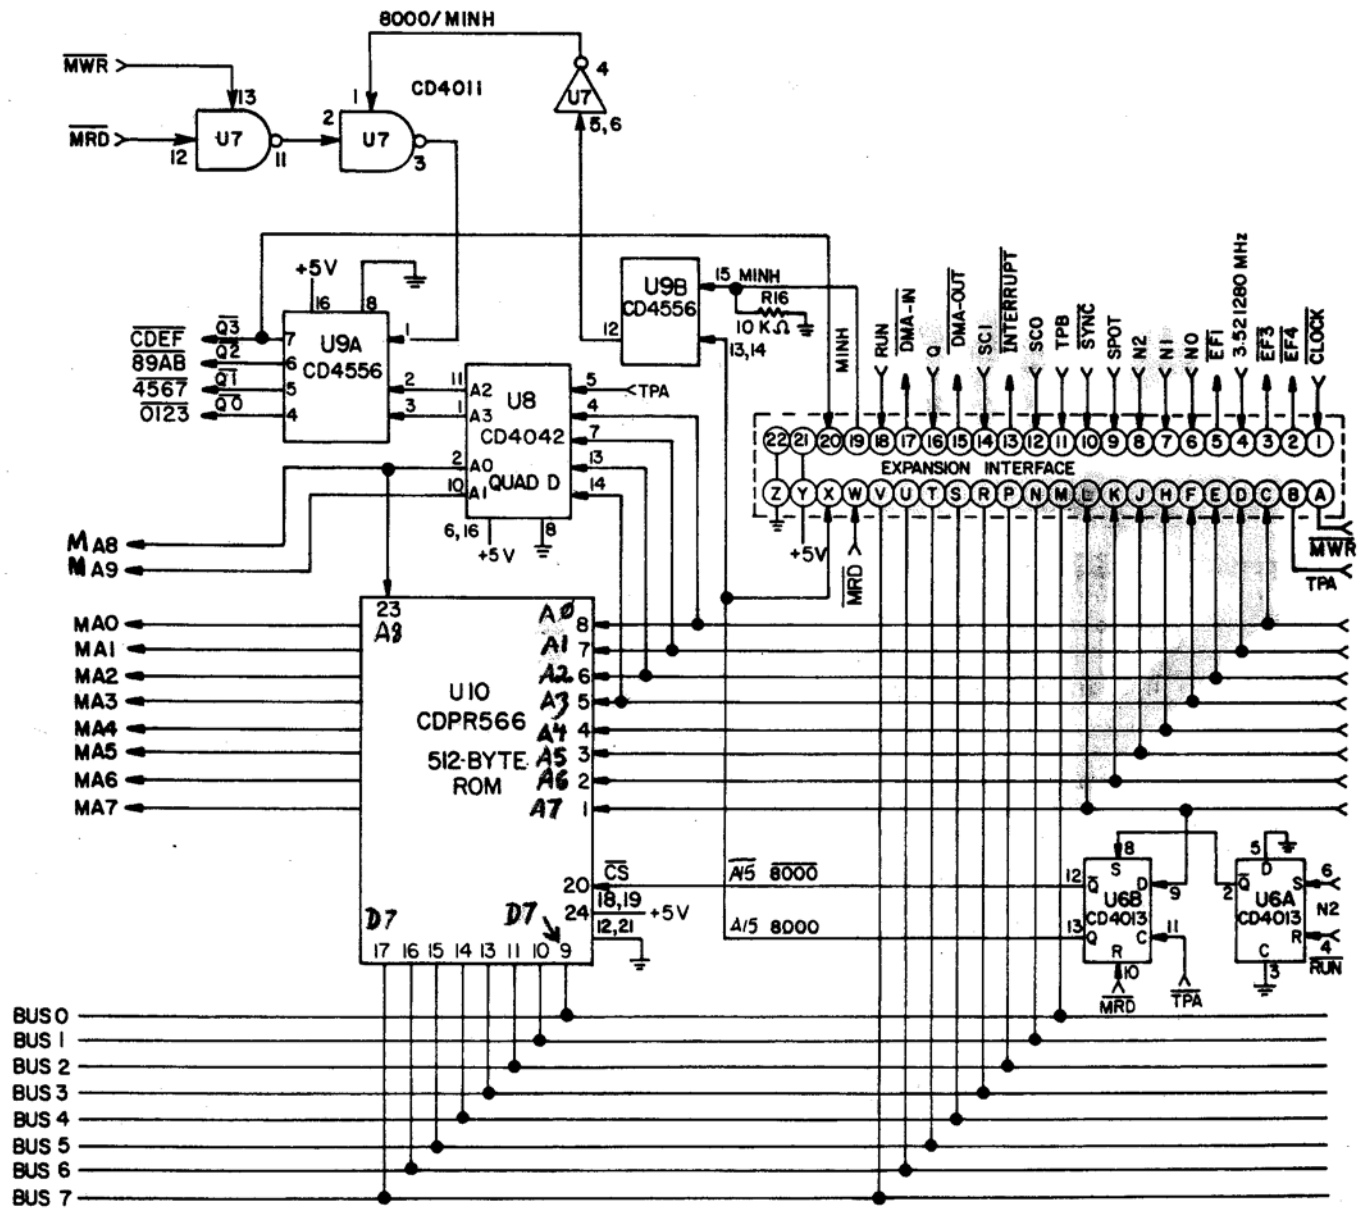 8000/MINH
MWR
13
4
1
CD4011
U7
2
U7
U7
5,6
MRD
12
11
3
+5V
16
8
15 MINH
U9B
CD4556
R16
10 KΩ
12
13,14
MINH
RUN
DMA-IN
Q
DMA-OUT
SC1
INTERRUPT
SC0
TPB
SYNC
SPOT
N2
N1
N0
EF1
3.521280 MHz
EF3
EF4
CLOCK
CDEF Q3 7
U9A
CD4556
1
89AB Q2 6
4567 Q1 5
0123 Q0 4
2
3
11 A2
1 A3
2 A0
10 A1
U8
CD4042
QUAD D
5 TPA
4
7
13
14
6,16
+5V
8
22 21 20 19 18 17 16 15 14 13 12 11 10 9 8 7 6 5 4 3 2 1
EXPANSION INTERFACE
Z Y X W V U T S R P N M L K J H F E D C B A
+5V
MRD
MWR
TPA
MA8
MA9
23
A8
MA0
MA1
MA2
MA3
MA4
MA5
MA6
MA7
U10
CDPR566
512-BYTE
ROM
A0 8
A1 7
A2 6
A3 5
A4 4
A5 3
A6 2
A7 1
CS
20
18,19
24 +5V
12,21
A15 8000
A15 8000
12 Q
13 Q
8
S
D
9
U6B
CD4013
C
11
R
10
MRD
TPA
5
D
2
Q
S
6
U6A
CD4013
N2
R
4
RUN
C
3
D7
D7
17 16 15 14 13 11 10 9
BUS 0
BUS 1
BUS 2
BUS 3
BUS 4
BUS 5
BUS 6
BUS 7